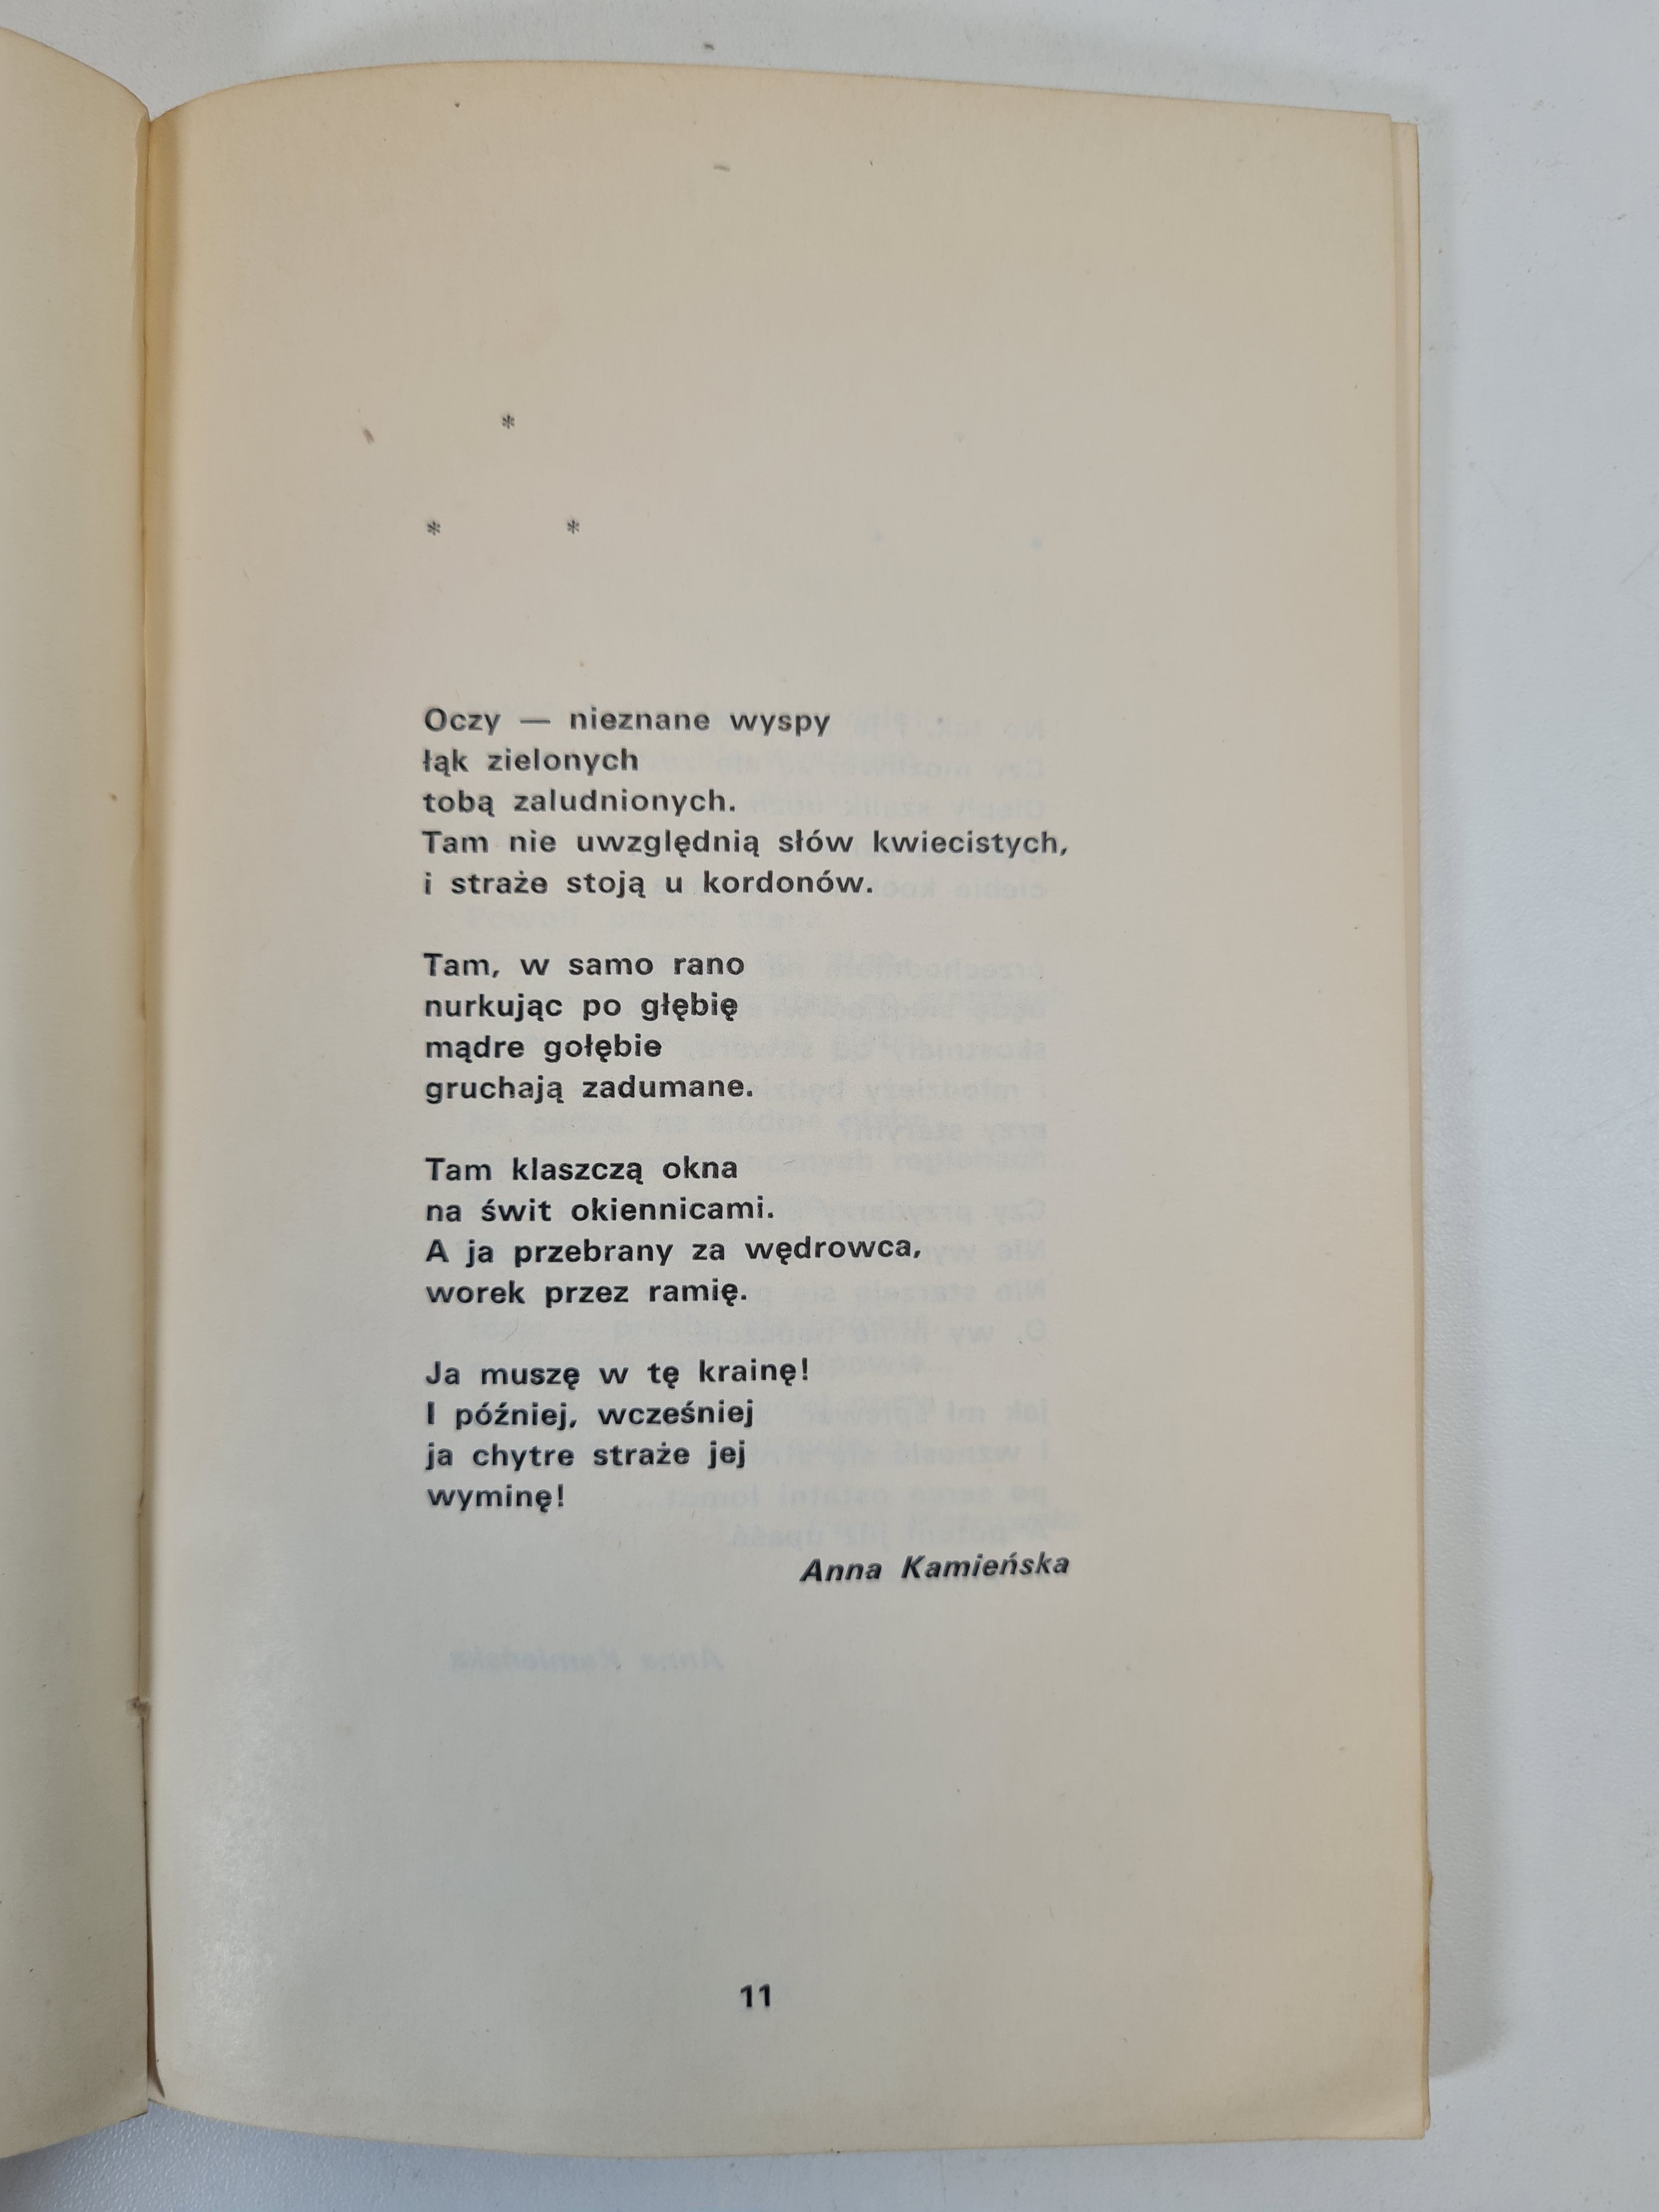 *
* *
Oczy — nieznane wyspy
łąk zielonych
tobą zaludnionych.
Tam nie uwzględnią słów kwiecistych,
i straże stoją u kordonów.
Tam, w samo rano
nurkując po głębię
mądre gołębie
gruchają zadumane.
Tam klaszczą okna
na świt okiennicami.
A ja przebrany za wędrowca,
worek przez ramię.
Ja muszę w tę krainę!
I później, wcześniej
ja chytre straże jej
wyminę!
Anna Kamieńska
11